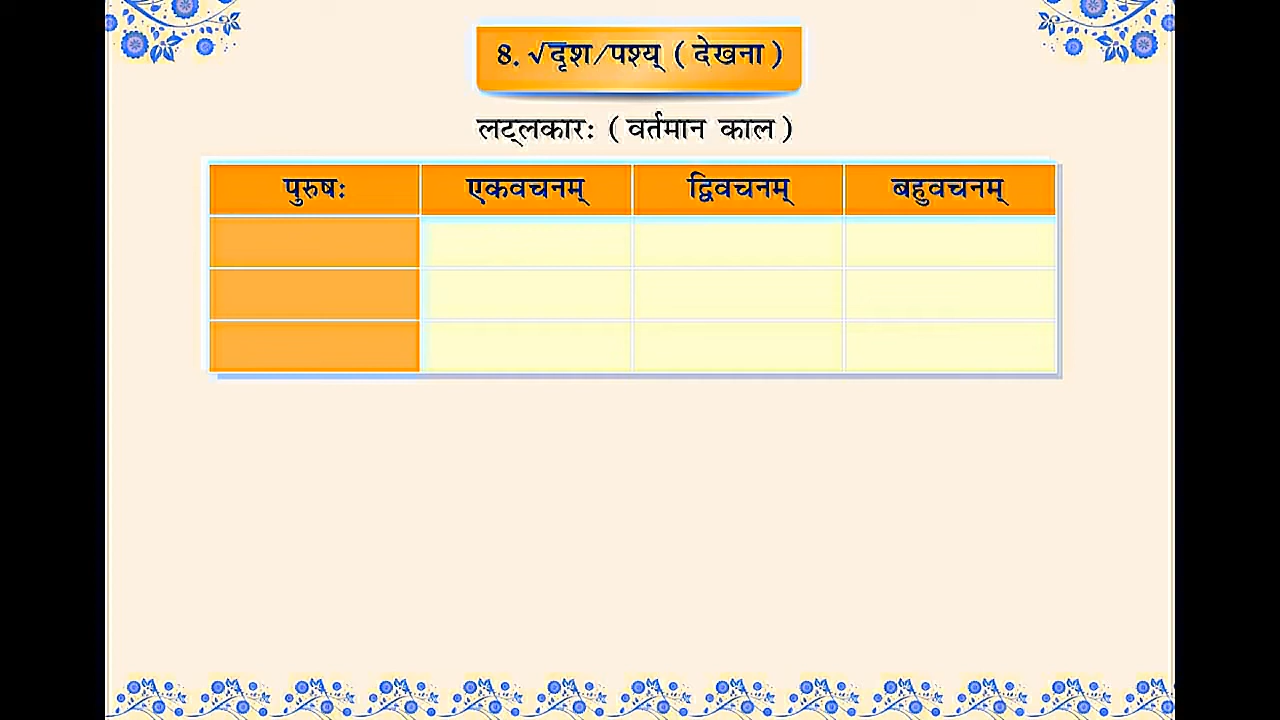 8. √दृश/पश्य् ( देखना )
लट्लकारः ( वर्तमान काल )
पुरुषः एकवचनम् द्विवचनम् बहुवचनम्